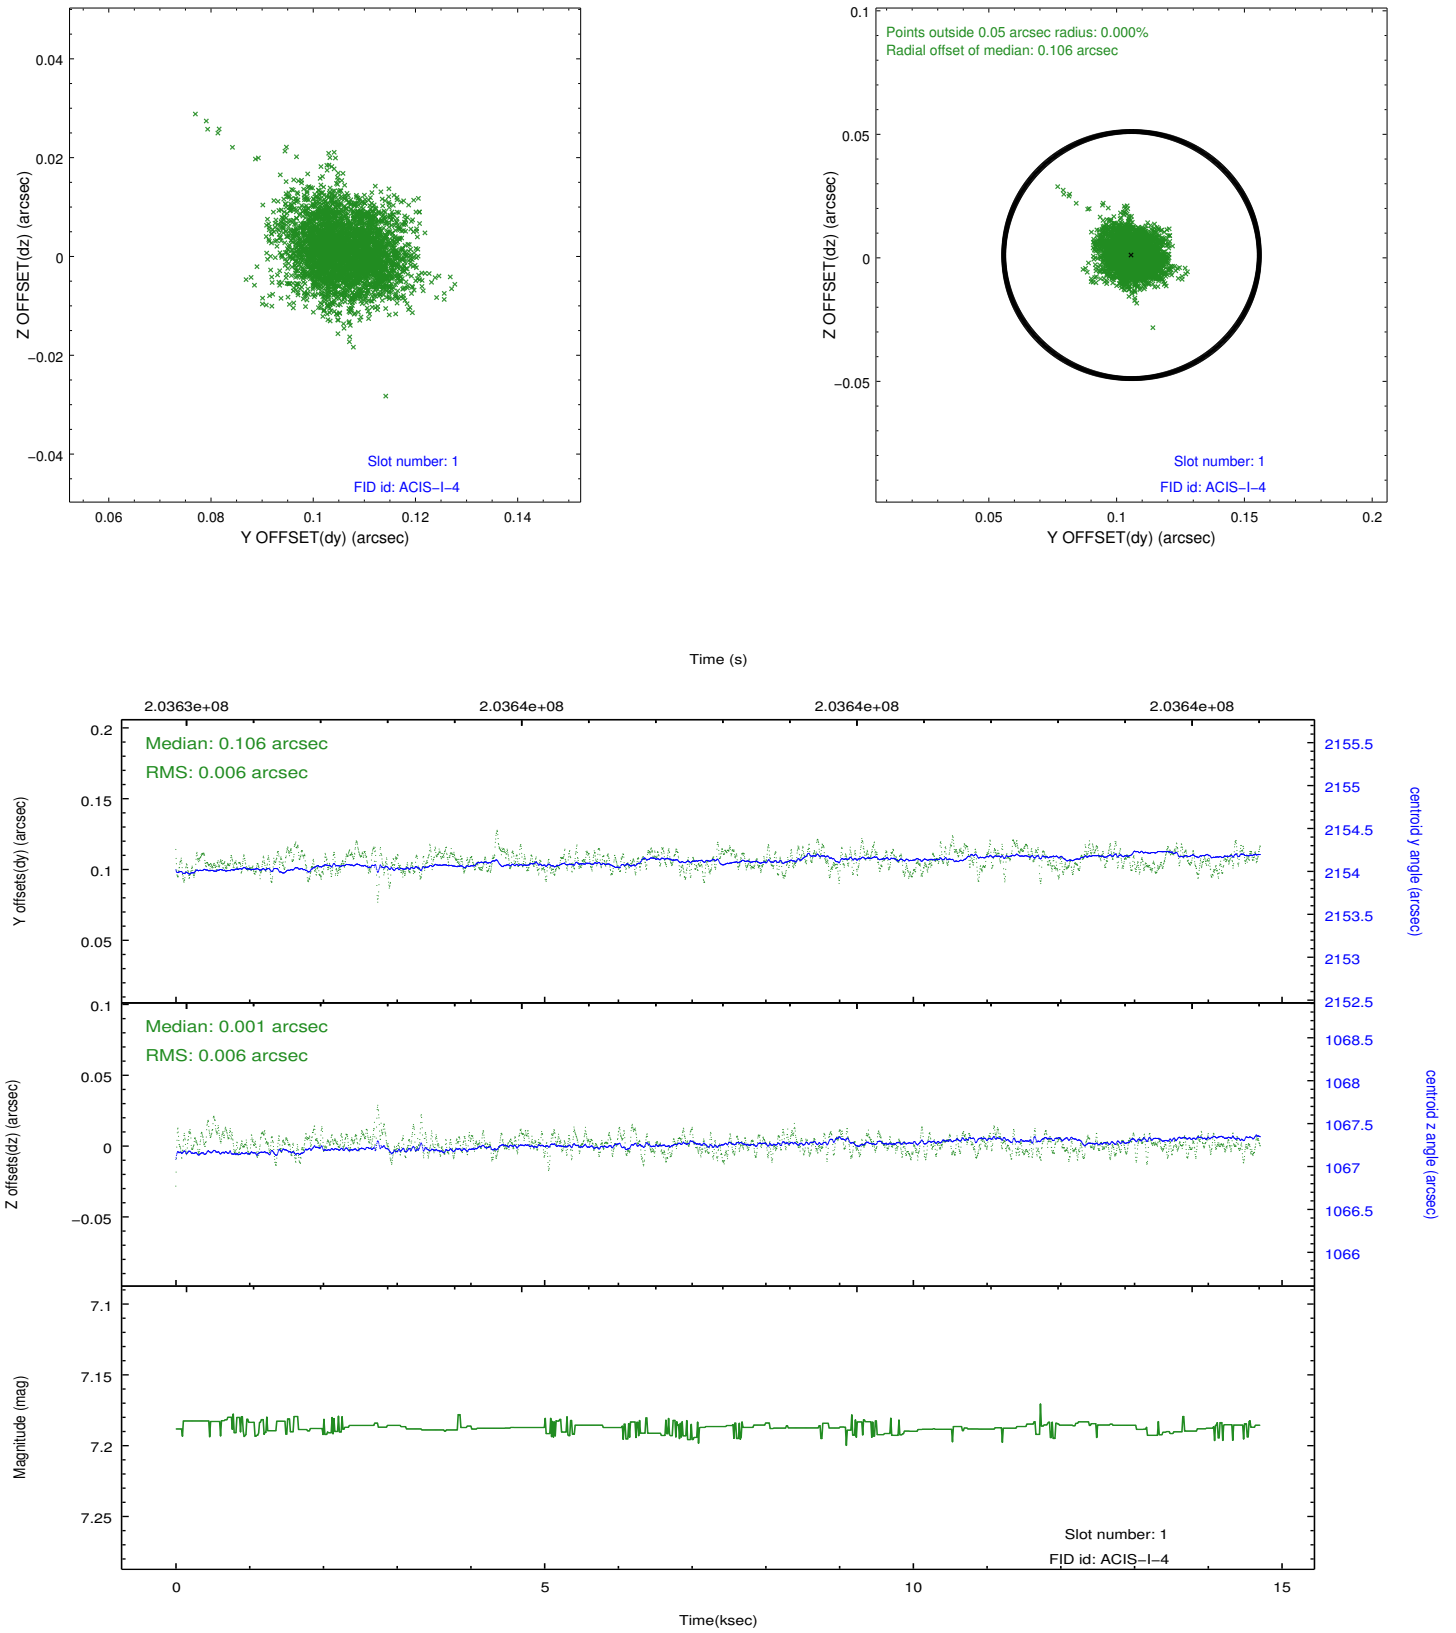 0.04
0.02
0
−0.02
−0.04
Z OFFSET(dz) (arcsec)
Slot number: 1
FID id: ACIS−I−4
0.06 0.08 0.1 0.12 0.14
Y OFFSET(dy) (arcsec)
Points outside 0.05 arcsec radius: 0.000%
Radial offset of median: 0.106 arcsec
0.1
0.05
0
−0.05
Z OFFSET(dz) (arcsec)
Slot number: 1
FID id: ACIS−I−4
0.05 0.1 0.15 0.2
Y OFFSET(dy) (arcsec)
Time (s)
2.0363e+08 2.0364e+08 2.0364e+08 2.0364e+08
Median: 0.106 arcsec
RMS: 0.006 arcsec
0.2
0.15
0.1
0.05
Y offsets(dy) (arcsec)
2155.5
2155
2154.5
2154
2153.5
2153
2152.5
centroid y angle (arcsec)
Median: 0.001 arcsec
RMS: 0.006 arcsec
0.1
0.05
0
−0.05
Z offsets(dz) (arcsec)
1068.5
1068
1067.5
1067
1066.5
1066
centroid z angle (arcsec)
7.1
7.15
7.2
7.25
Magnitude (mag)
Slot number: 1
FID id: ACIS−I−4
0 5 10 15
Time(ksec)